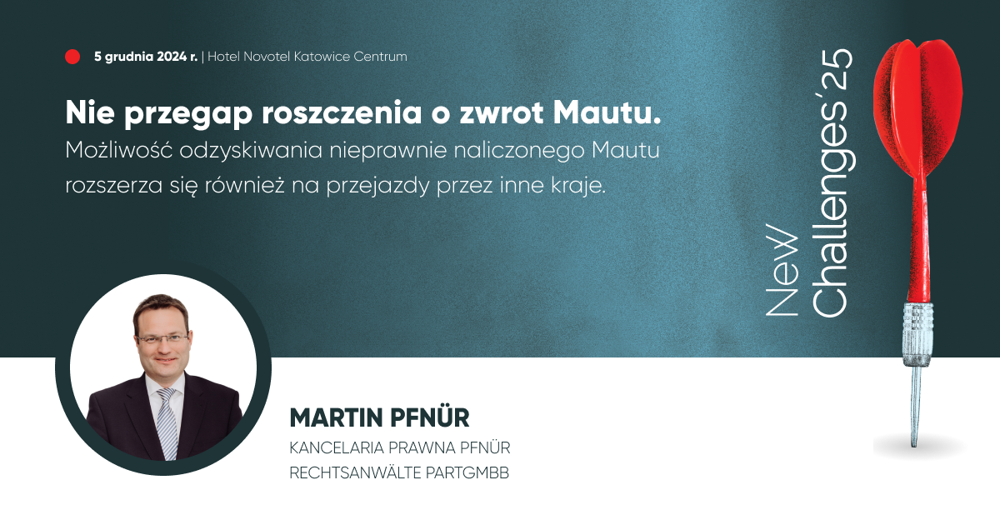 5 grudnia 2024 r. | Hotel Novotel Katowice Centrum
Nie przegap roszczenia o zwrot Mautu.
Możliwość odzyskiwania nieprawnie naliczonego Mautu
rozszerza się również na przejazdy przez inne kraje.
New
Challenges´25
MARTIN PFNÜR
KANCELARIA PRAWNA PFNÜR
RECHTSANWÄLTE PARTGMBB